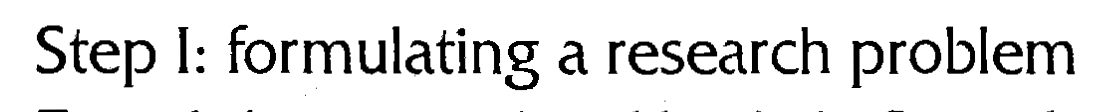 Step I: formulating a research problem